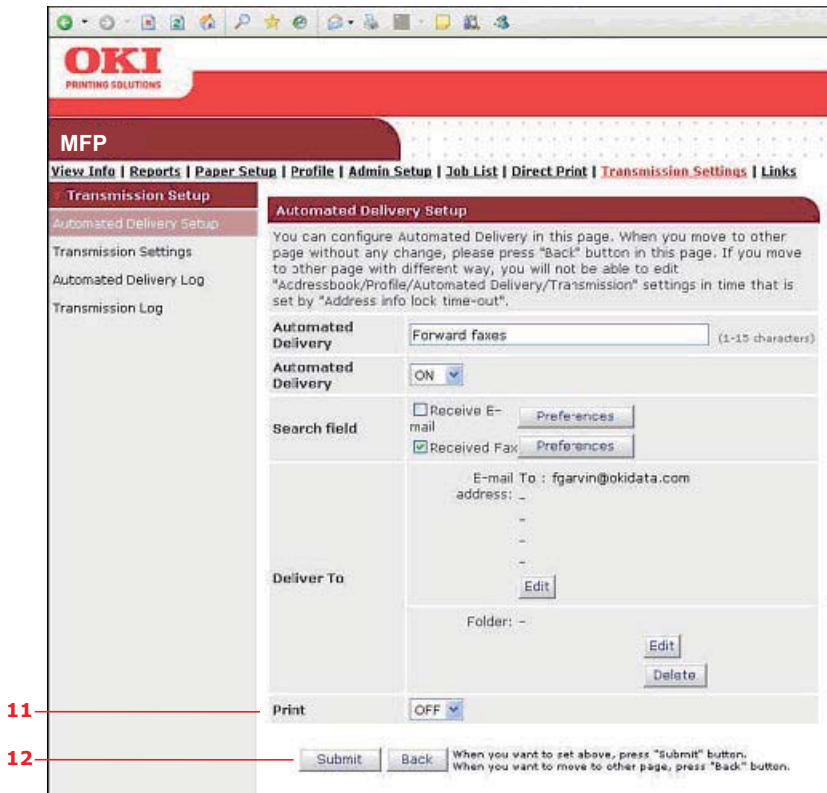 OKI
PRINTING SOLUTIONS
MFP
View Info | Reports | Paper Setup | Profile | Admin Setup | Job List | Direct Print | Transmission Settings | Links
Transmission Setup
Automated Delivery Setup
Transmission Settings
Automated Delivery Log
Transmission Log
Automated Delivery Setup
You can configure Automated Delivery in this page. When you move to other
page without any change, please press "Back" button in this page. If you move
to other page with different way, you will not be able to edit
"Acdressbook/Profile/Automated Delivery/Transmission" settings in time that is
set by "Address info lock time-out".
Automated
Delivery
Forward faxes
(1-15 characters)
Automated
Delivery
ON
Search field
Receive E-
mail
Preferences
Received Fax
Preferences
Deliver To
E-mail To : fgarvin@okidata.com
address: -
-
-
-
Edit
Folder: -
Edit
Delete
11
Print
OFF
12
Submit
Back
When you want to set above, press "Submit" button.
When you want to move to other page, press "Back" button.